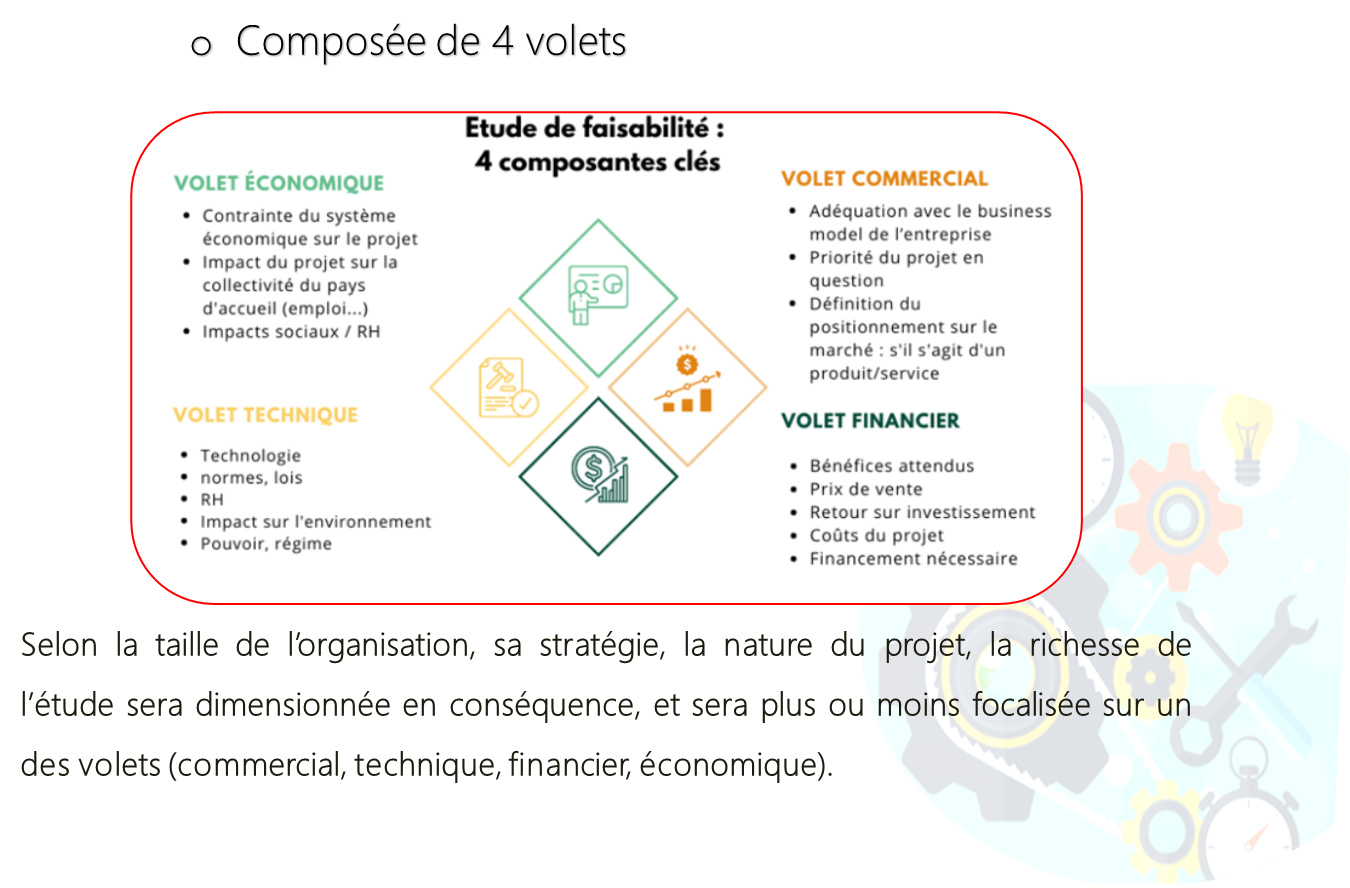 o Composée de 4 volets
Etude de faisabilité :
4 composantes clés
VOLET ÉCONOMIQUE
• Contrainte du système
économique sur le projet
• Impact du projet sur la
collectivité du pays
d'accueil (emploi...)
• Impacts sociaux / RH
VOLET COMMERCIAL
• Adéquation avec le business
model de l'entreprise
• Priorité du projet en
question
• Définition du
positionnement sur le
marché : s'il s'agit d'un
produit/service
VOLET TECHNIQUE
• Technologie
• normes, lois
• RH
• Impact sur l'environnement
• Pouvoir, régime
VOLET FINANCIER
• Bénéfices attendus
• Prix de vente
• Retour sur investissement
• Coûts du projet
• Financement nécessaire
Selon la taille de l’organisation, sa stratégie, la nature du projet, la richesse de
l’étude sera dimensionnée en conséquence, et sera plus ou moins focalisée sur un
des volets (commercial, technique, financier, économique).